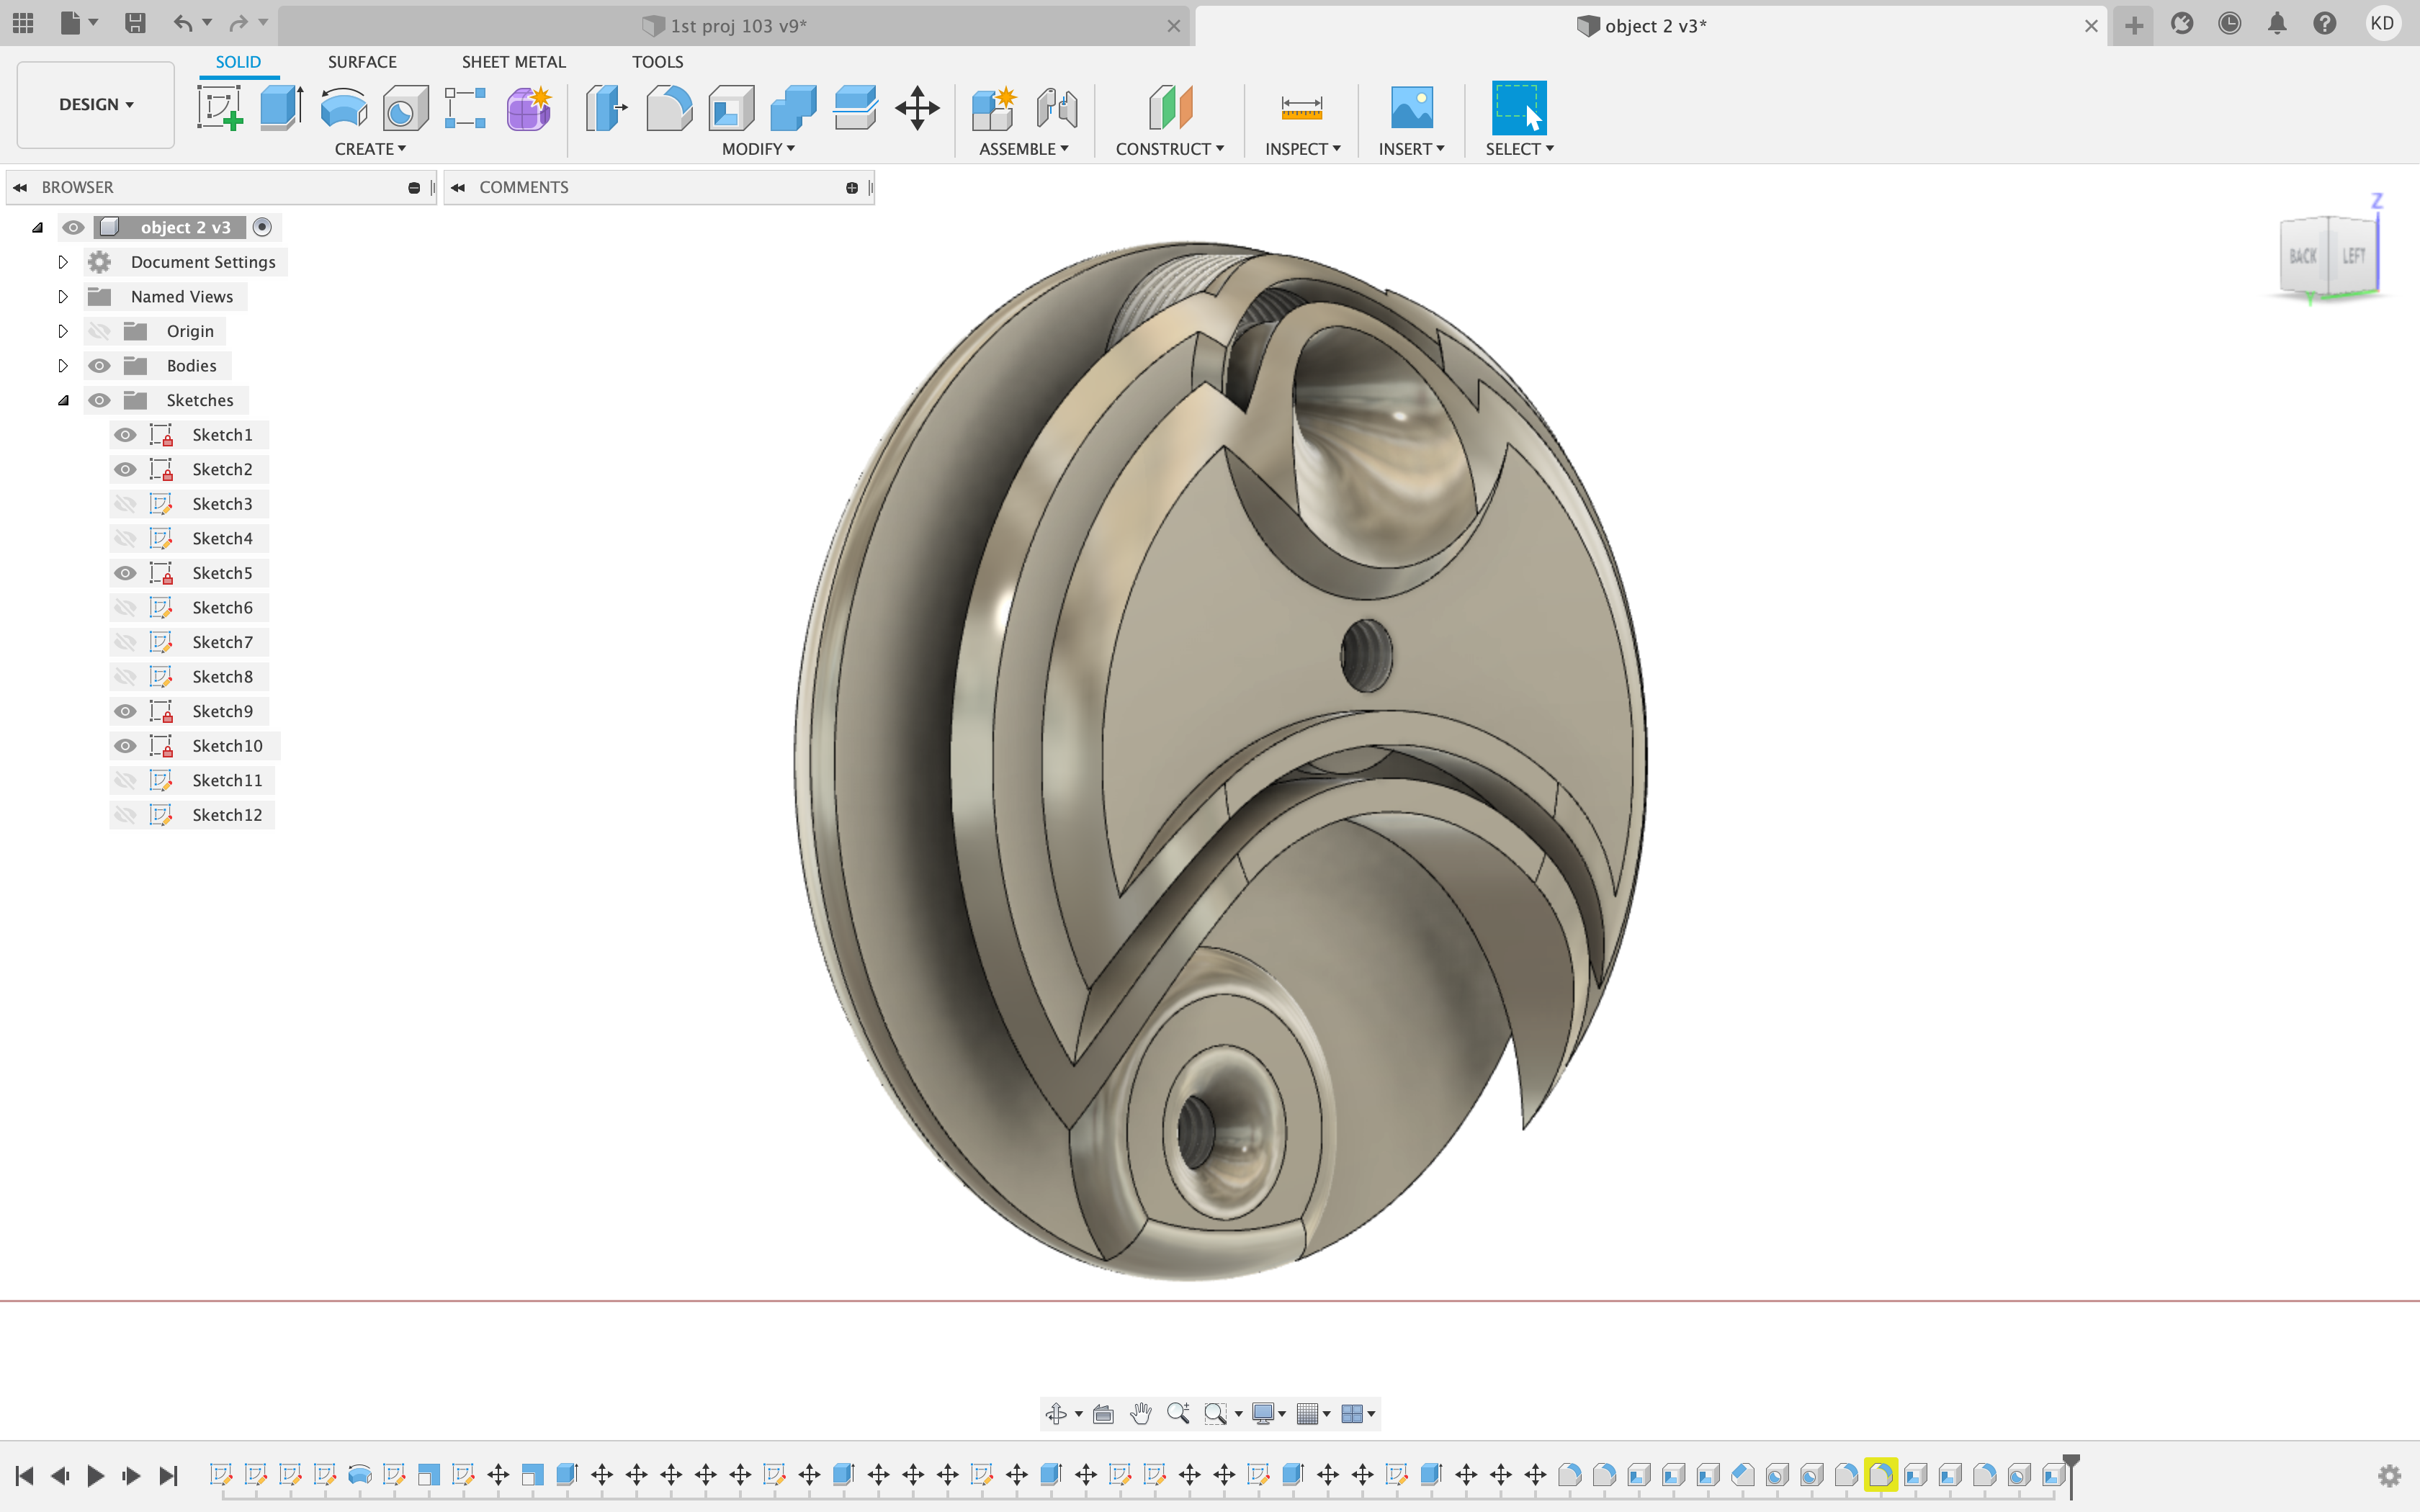 1st proj 103 v9*
object 2 v3*
KD
SOLID SURFACE SHEET METAL TOOLS
DESIGN
CREATE MODIFY ASSEMBLE CONSTRUCT INSPECT INSERT SELECT
BROWSER
COMMENTS
object 2 v3
Document Settings
Named Views
Origin
Bodies
Sketches
Sketch1
Sketch2
Sketch3
Sketch4
Sketch5
Sketch6
Sketch7
Sketch8
Sketch9
Sketch10
Sketch11
Sketch12
Z
BACK LEFT
Y